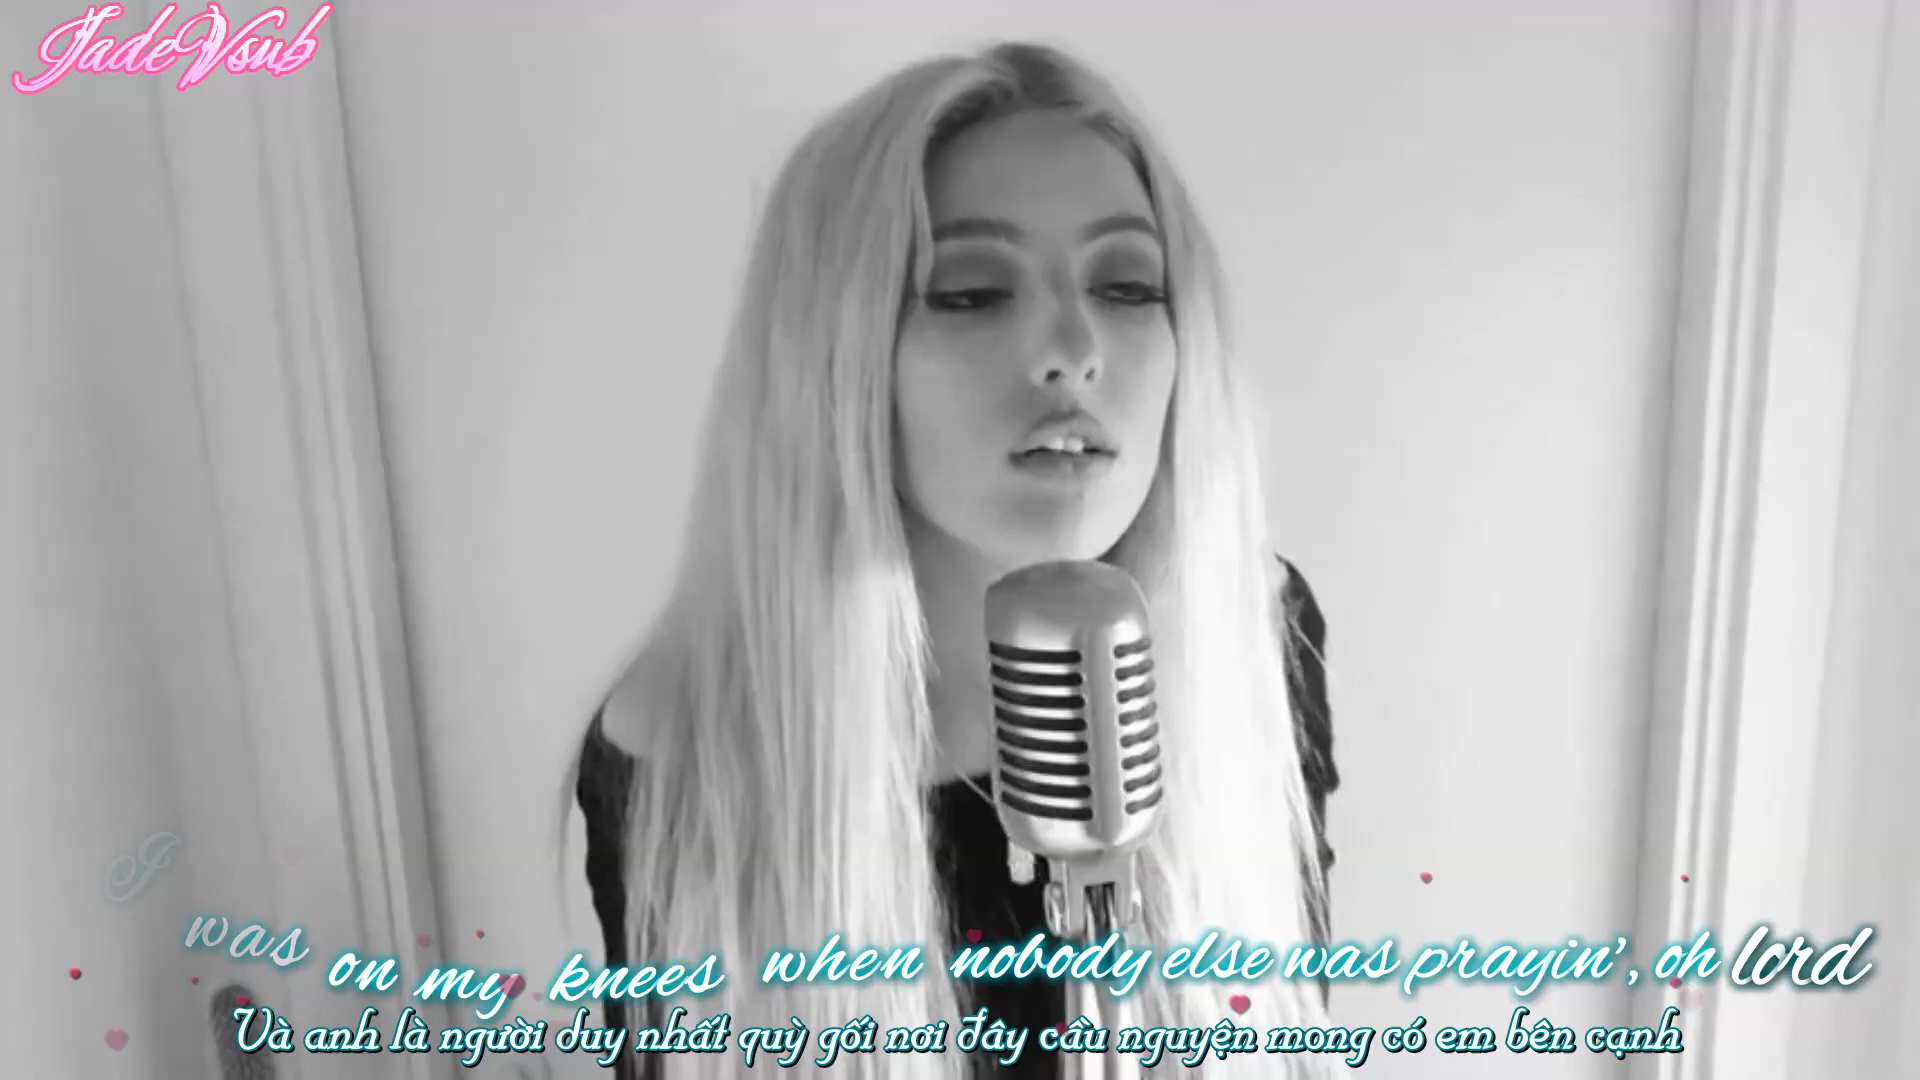 JadeVsub
I was on my knees when nobody else was prayin', oh lord
Và anh là người duy nhất quỳ gối nơi đây cầu nguyện mong có em bên cạnh